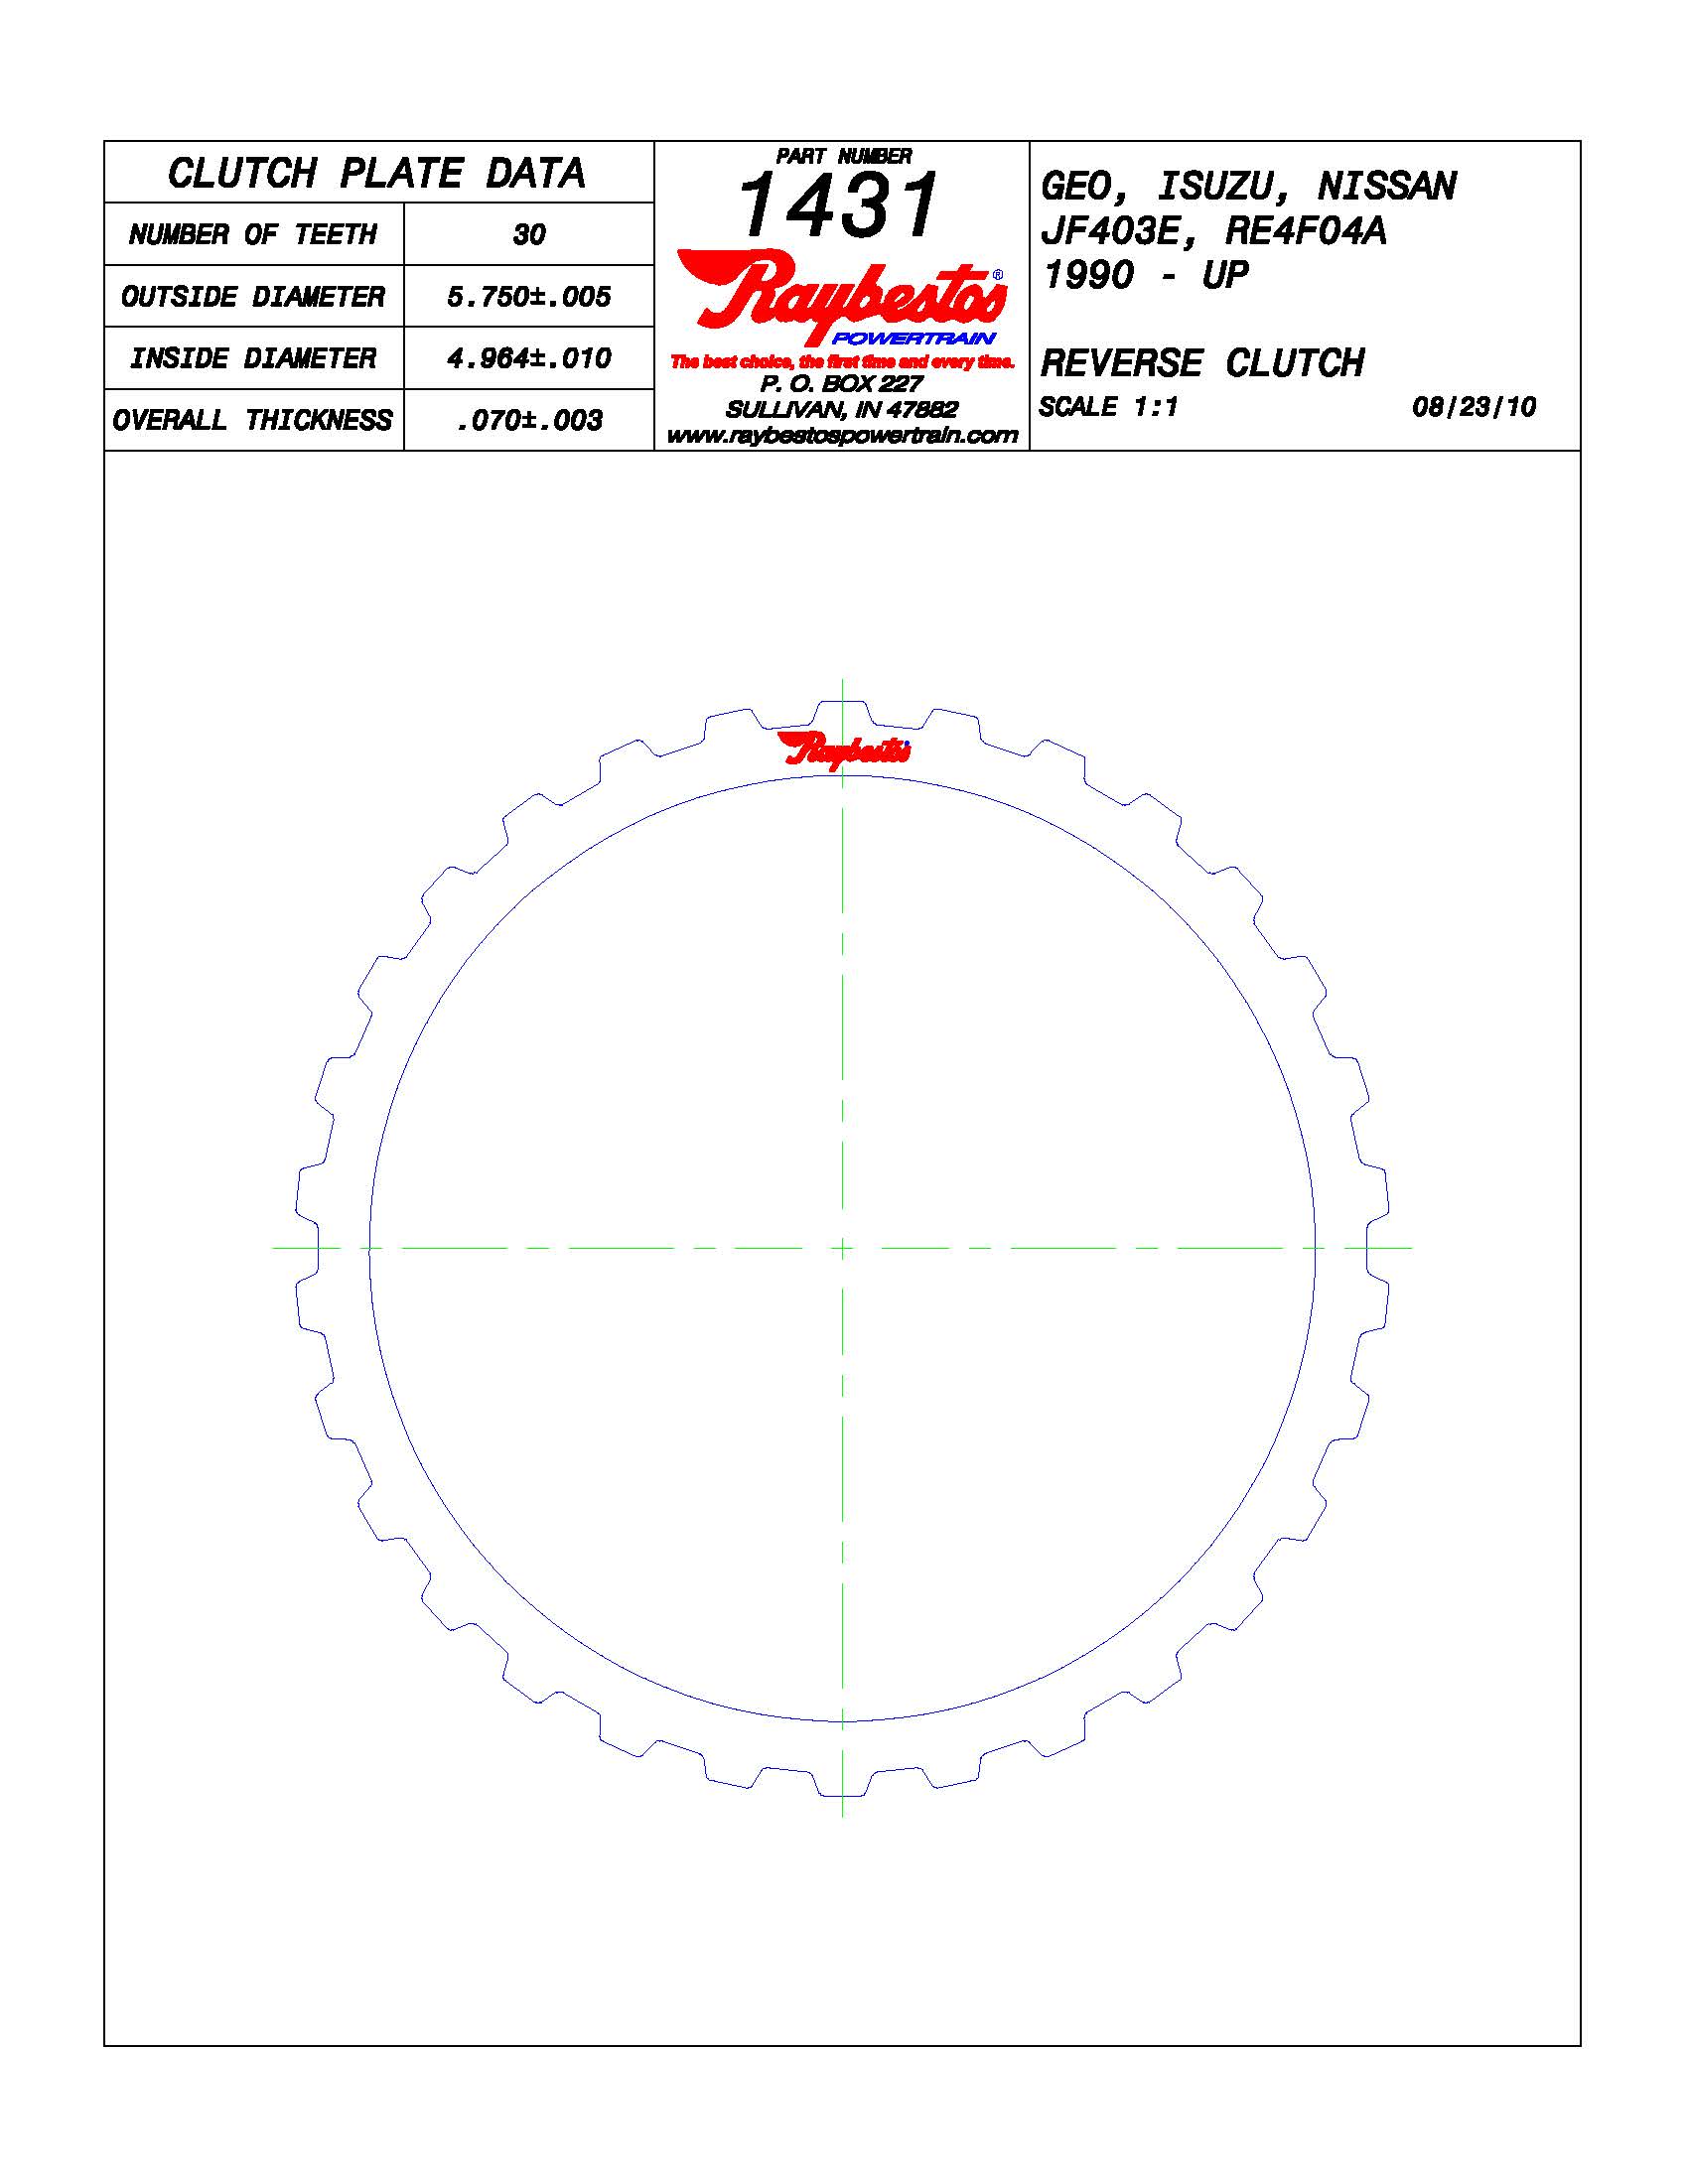 CLUTCH PLATE DATA
NUMBER OF TEETH 30
OUTSIDE DIAMETER 5.750±.005
INSIDE DIAMETER 4.964±.010
OVERALL THICKNESS .070±.003
PART NUMBER
1431
Raybestos®
POWERTRAIN
The best choice, the first time and every time.
P. O. BOX 227
SULLIVAN, IN 47882
www.raybestospowertrain.com
GEO, ISUZU, NISSAN
JF403E, RE4F04A
1990 - UP
REVERSE CLUTCH
SCALE 1:1 08/23/10
Raybestos